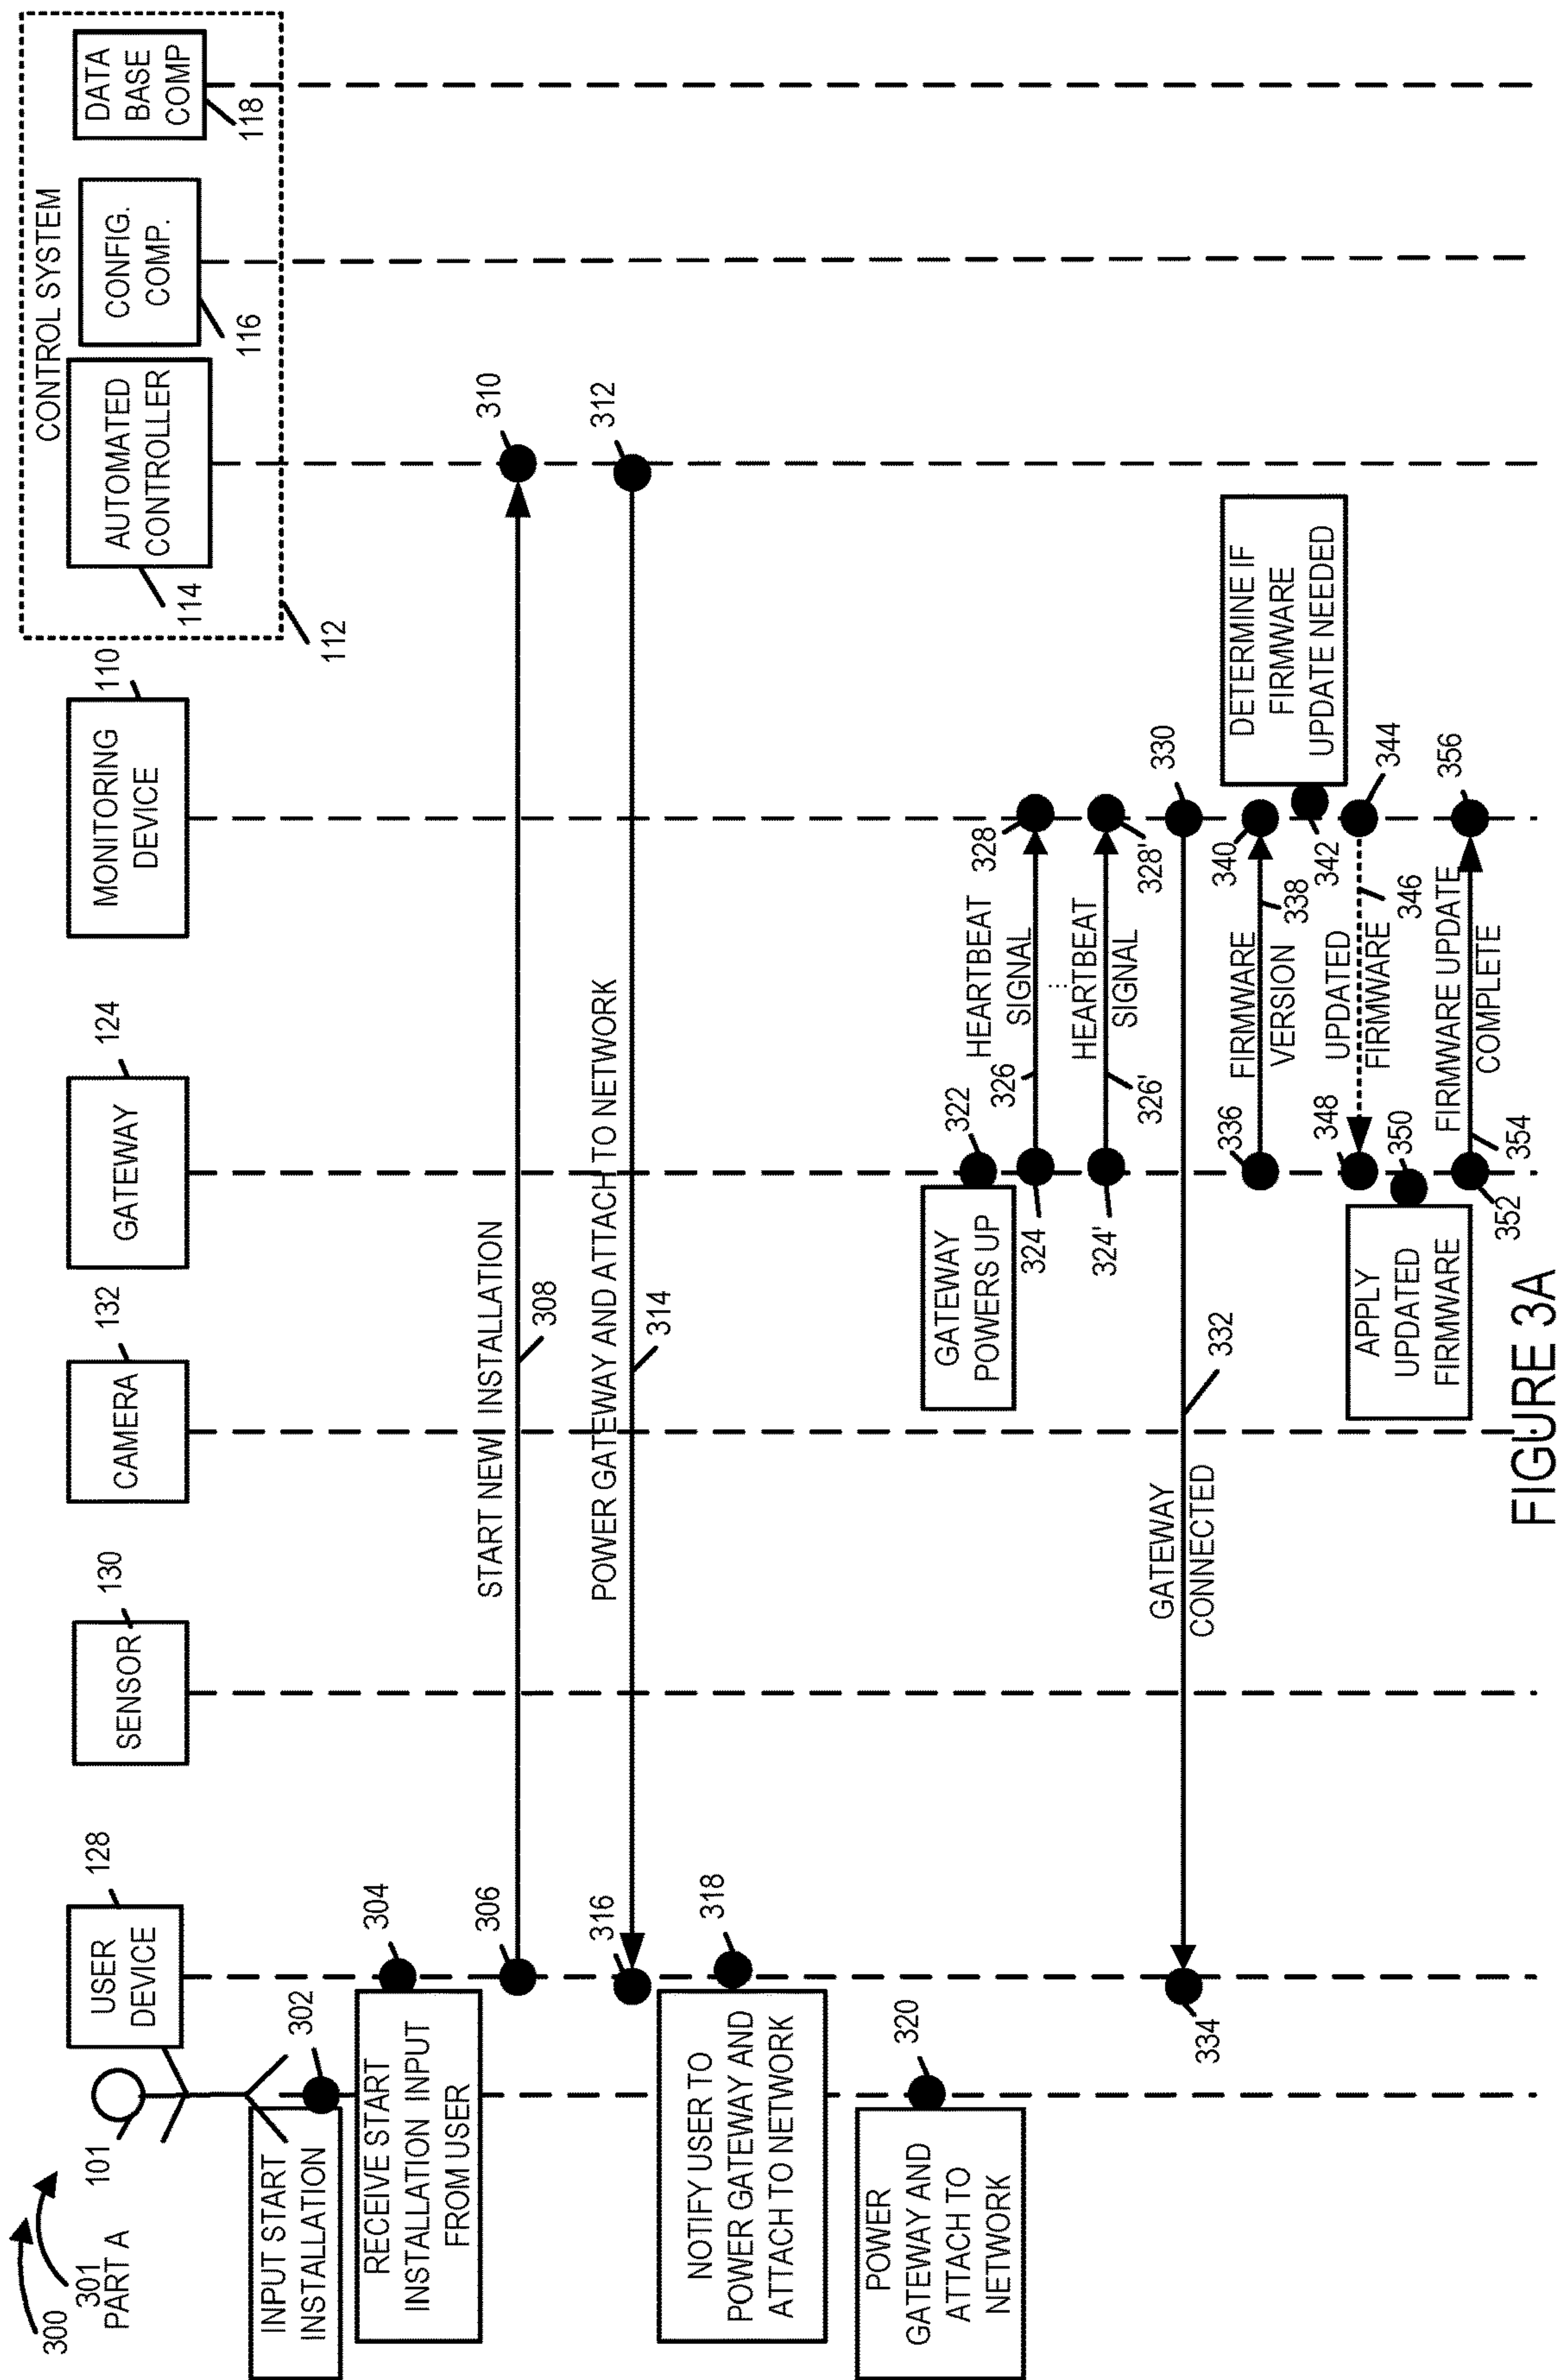 300
301
PART A
101
USER
DEVICE
128
SENSOR
130
CAMERA
132
GATEWAY
124
MONITORING
DEVICE
110
CONTROL SYSTEM
112
AUTOMATED
CONTROLLER
114
CONFIG.
COMP.
116
DATA
BASE
COMP
118
INPUT START
INSTALLATION
302
RECEIVE START
INSTALLATION INPUT
FROM USER
304
306
START NEW INSTALLATION
308
310
312
POWER GATEWAY AND ATTACH TO NETWORK
314
316
NOTIFY USER TO
POWER GATEWAY AND
ATTACH TO NETWORK
318
POWER
GATEWAY AND
ATTACH TO
NETWORK
320
GATEWAY
POWERS UP
322
324
326
HEARTBEAT
SIGNAL
328
...
324'
326'
HEARTBEAT
SIGNAL
328'
330
GATEWAY
CONNECTED
332
334
336
FIRMWARE
VERSION
338
340
DETERMINE IF
FIRMWARE
UPDATE NEEDED
342
344
UPDATED
FIRMWARE
346
348
APPLY
UPDATED
FIRMWARE
350
352
FIRMWARE UPDATE
COMPLETE
354
356
FIGURE 3A